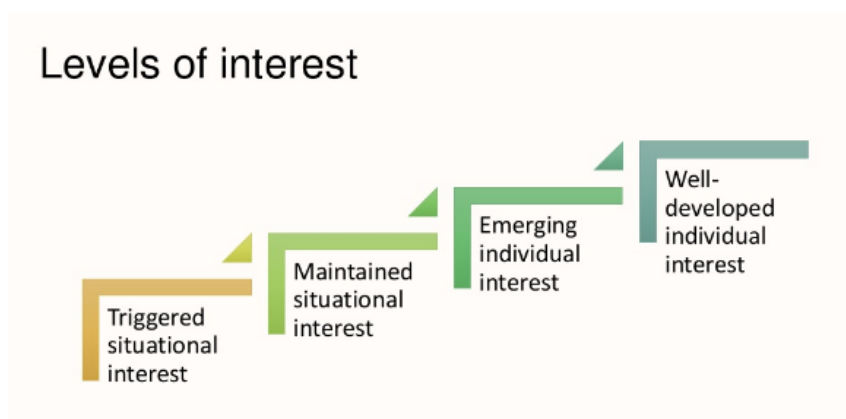 Levels of interest
Triggered
situational
interest
Maintained
situational
interest
Emerging
individual
interest
Well-
developed
individual
interest